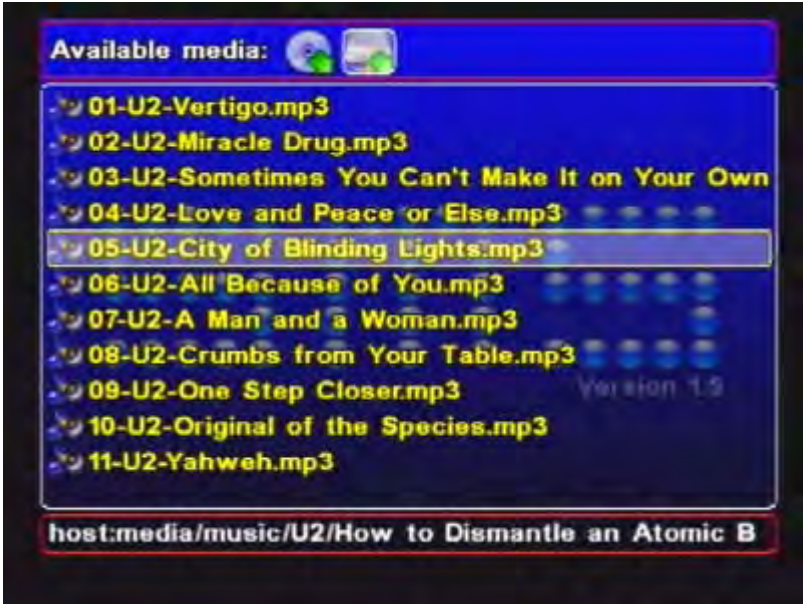 Available media:
01-U2-Vertigo.mp3
02-U2-Miracle Drug.mp3
03-U2-Sometimes You Can't Make It on Your Own
04-U2-Love and Peace or Else.mp3
05-U2-City of Blinding Lights.mp3
06-U2-All Because of You.mp3
07-U2-A Man and a Woman.mp3
08-U2-Crumbs from Your Table.mp3
09-U2-One Step Closer.mp3
Version 1.5
10-U2-Original of the Species.mp3
11-U2-Yahweh.mp3
host:media/music/U2/How to Dismantle an Atomic B